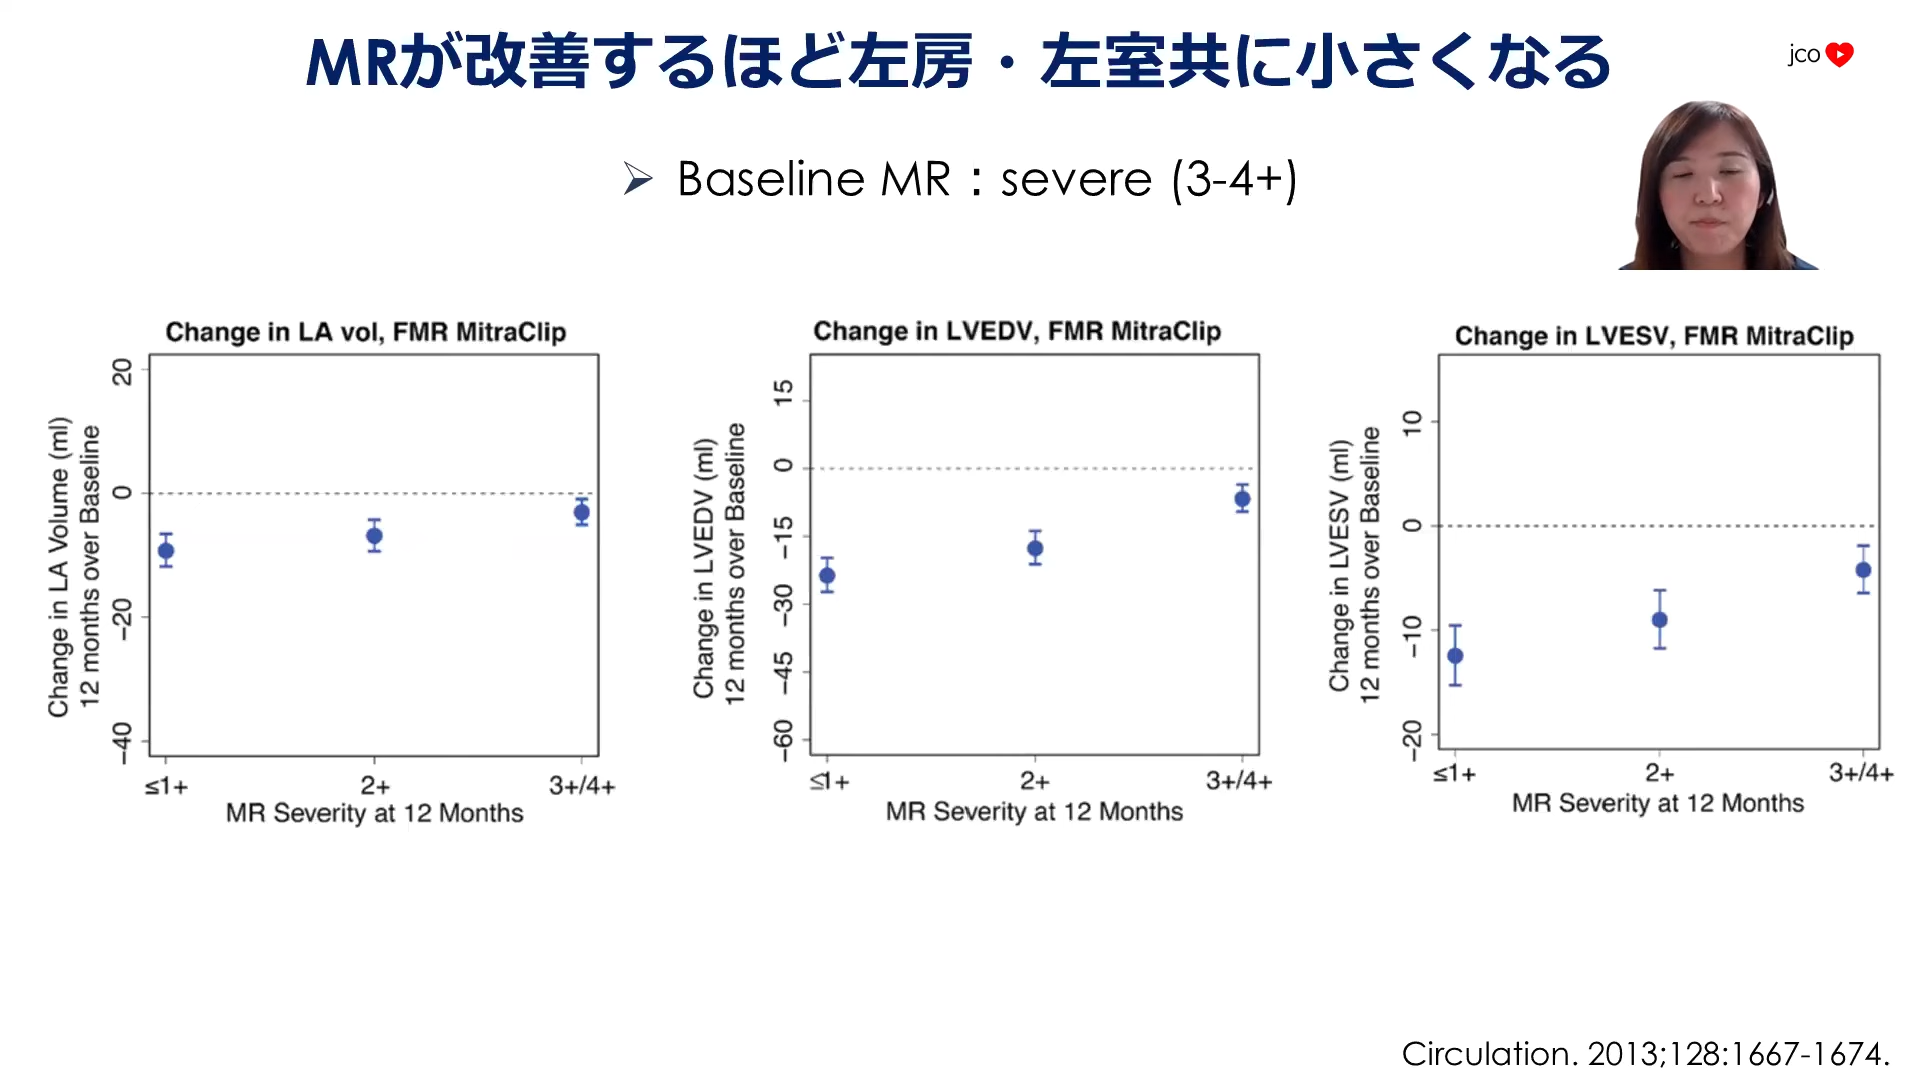 MRが改善するほど左房・左室共に小さくなる
jco
➢ Baseline MR：severe (3-4+)
Change in LA vol, FMR MitraClip
Change in LA Volume (ml)
12 months over Baseline
20
0
−20
−40
≤1+ 2+ 3+/4+
MR Severity at 12 Months
Change in LVEDV, FMR MitraClip
Change in LVEDV (ml)
12 months over Baseline
15
0
−15
−30
−45
−60
≤1+ 2+ 3+/4+
MR Severity at 12 Months
Change in LVESV, FMR MitraClip
Change in LVESV (ml)
12 months over Baseline
10
0
−10
−20
≤1+ 2+ 3+/4+
MR Severity at 12 Months
Circulation. 2013;128:1667-1674.